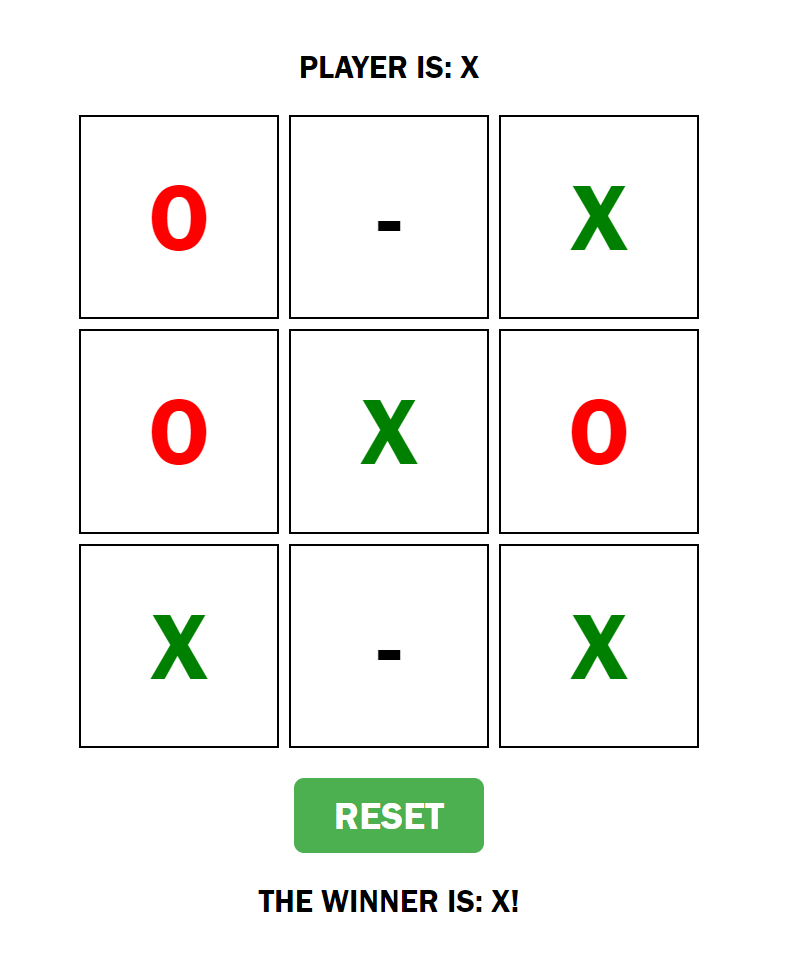 PLAYER IS: X
O - X
O X O
X - X
RESET
THE WINNER IS: X!